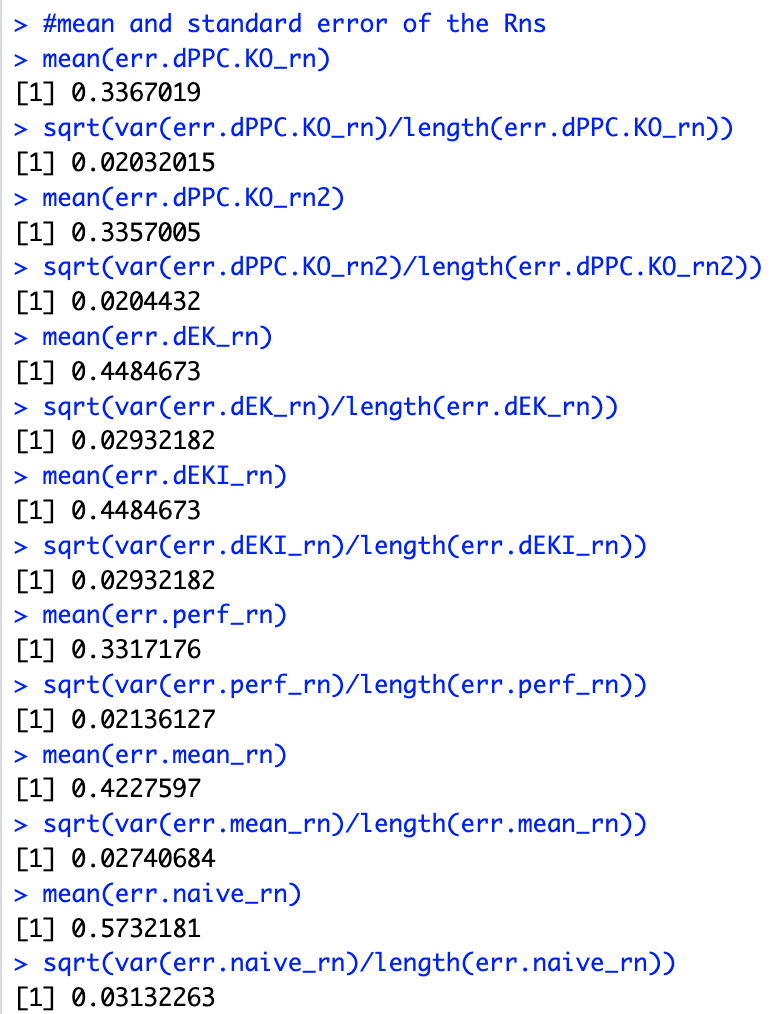 > #mean and standard error of the Rns
> mean(err.dPPC.KO_rn)
[1] 0.3367019
> sqrt(var(err.dPPC.KO_rn)/length(err.dPPC.KO_rn))
[1] 0.02032015
> mean(err.dPPC.KO_rn2)
[1] 0.3357005
> sqrt(var(err.dPPC.KO_rn2)/length(err.dPPC.KO_rn2))
[1] 0.0204432
> mean(err.dEK_rn)
[1] 0.4484673
> sqrt(var(err.dEK_rn)/length(err.dEK_rn))
[1] 0.02932182
> mean(err.dEKI_rn)
[1] 0.4484673
> sqrt(var(err.dEKI_rn)/length(err.dEKI_rn))
[1] 0.02932182
> mean(err.perf_rn)
[1] 0.3317176
> sqrt(var(err.perf_rn)/length(err.perf_rn))
[1] 0.02136127
> mean(err.mean_rn)
[1] 0.4227597
> sqrt(var(err.mean_rn)/length(err.mean_rn))
[1] 0.02740684
> mean(err.naive_rn)
[1] 0.5732181
> sqrt(var(err.naive_rn)/length(err.naive_rn))
[1] 0.03132263